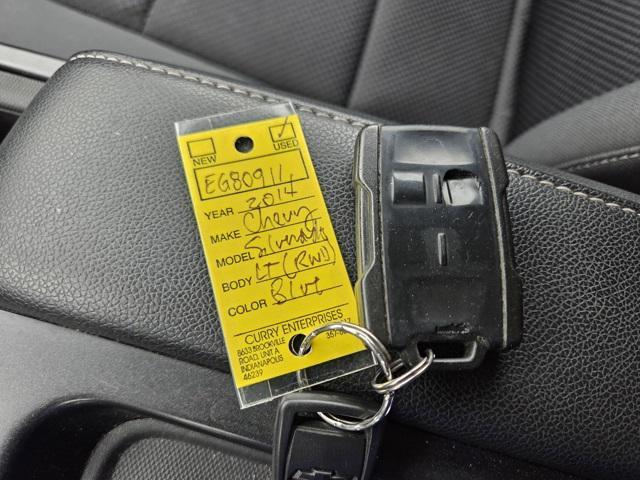 NEW
USED
EG80914
YEAR 2014
MAKE Chevy
MODEL Silverado
BODY LT (RWD)
COLOR Blue
CURRY ENTERPRISES
8633 BROOKVILLE
ROAD, UNIT A
INDIANAPOLIS
46239